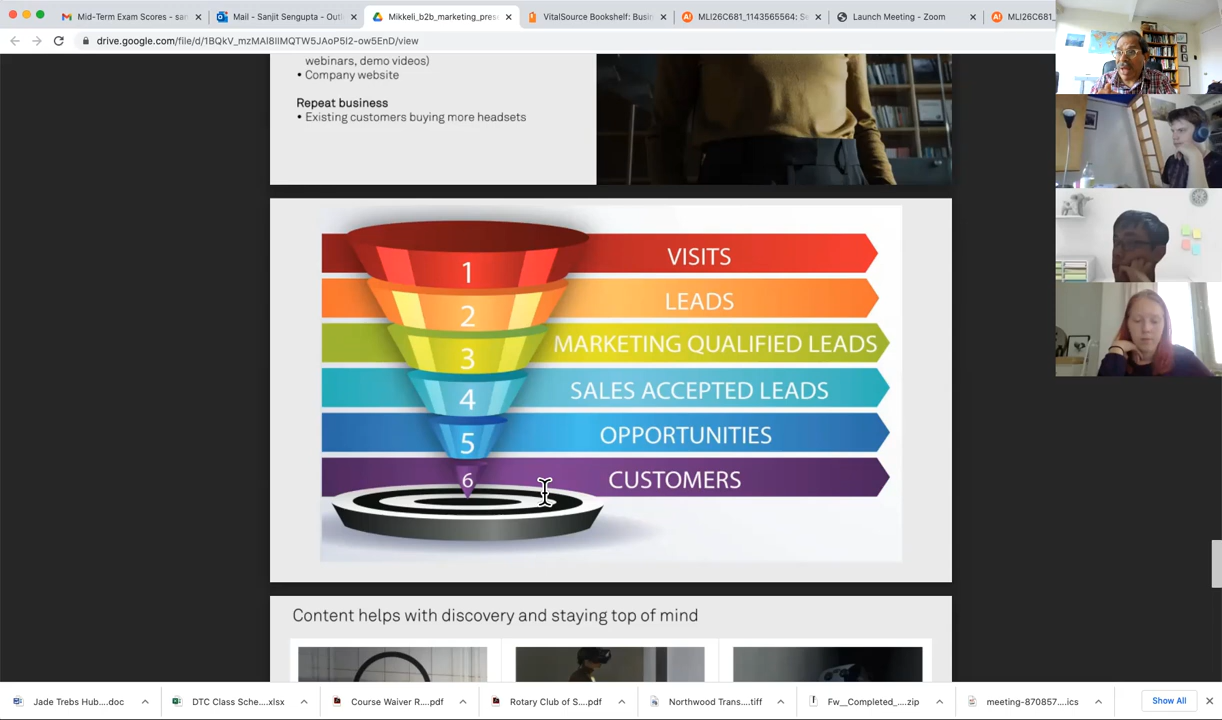 Mid-Term Exam Scores - san
Mail - Sanjit Sengupta - Outl
Mikkeli_b2b_marketing_pres
VitalSource Bookshelf: Busin
MLI26C681_1143565564: Se
Launch Meeting - Zoom
MLI26C681_
drive.google.com/file/d/1BQkV_mzMAl8IIMQTW5JAoP5I2-ow5EnD/view
webinars, demo videos)
• Company website
Repeat business
• Existing customers buying more headsets
1 VISITS
2 LEADS
3 MARKETING QUALIFIED LEADS
4 SALES ACCEPTED LEADS
5 OPPORTUNITIES
6 CUSTOMERS
Content helps with discovery and staying top of mind
Jade Trebs Hub....doc
DTC Class Sche....xlsx
Course Waiver R....pdf
Rotary Club of S....pdf
Northwood Trans....tiff
Fw__Completed_....zip
meeting-870857....ics
Show All